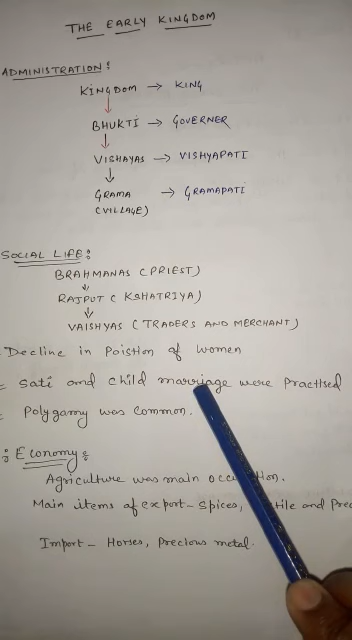 THE EARLY KINGDOM
ADMINISTRATION:
KINGDOM → KING
↓
BHUKTI → GOVERNER
↓
VISHAYAS → VISHYAPATI
↓
GRAMA → GRAMAPATI
(VILLAGE)
SOCIAL LIFE:
BRAHMANAS (PRIEST)
↓
RAJPUT ( KSHATRIYA)
↓
VAISHYAS (TRADERS AND MERCHANT)
Decline in Poistion of women
= Sati and child marriage were Practised
= Polygamy was common.
Economy:
Agriculture was main
Main items of export- Spices, and
Import - Horses, Precious metal.